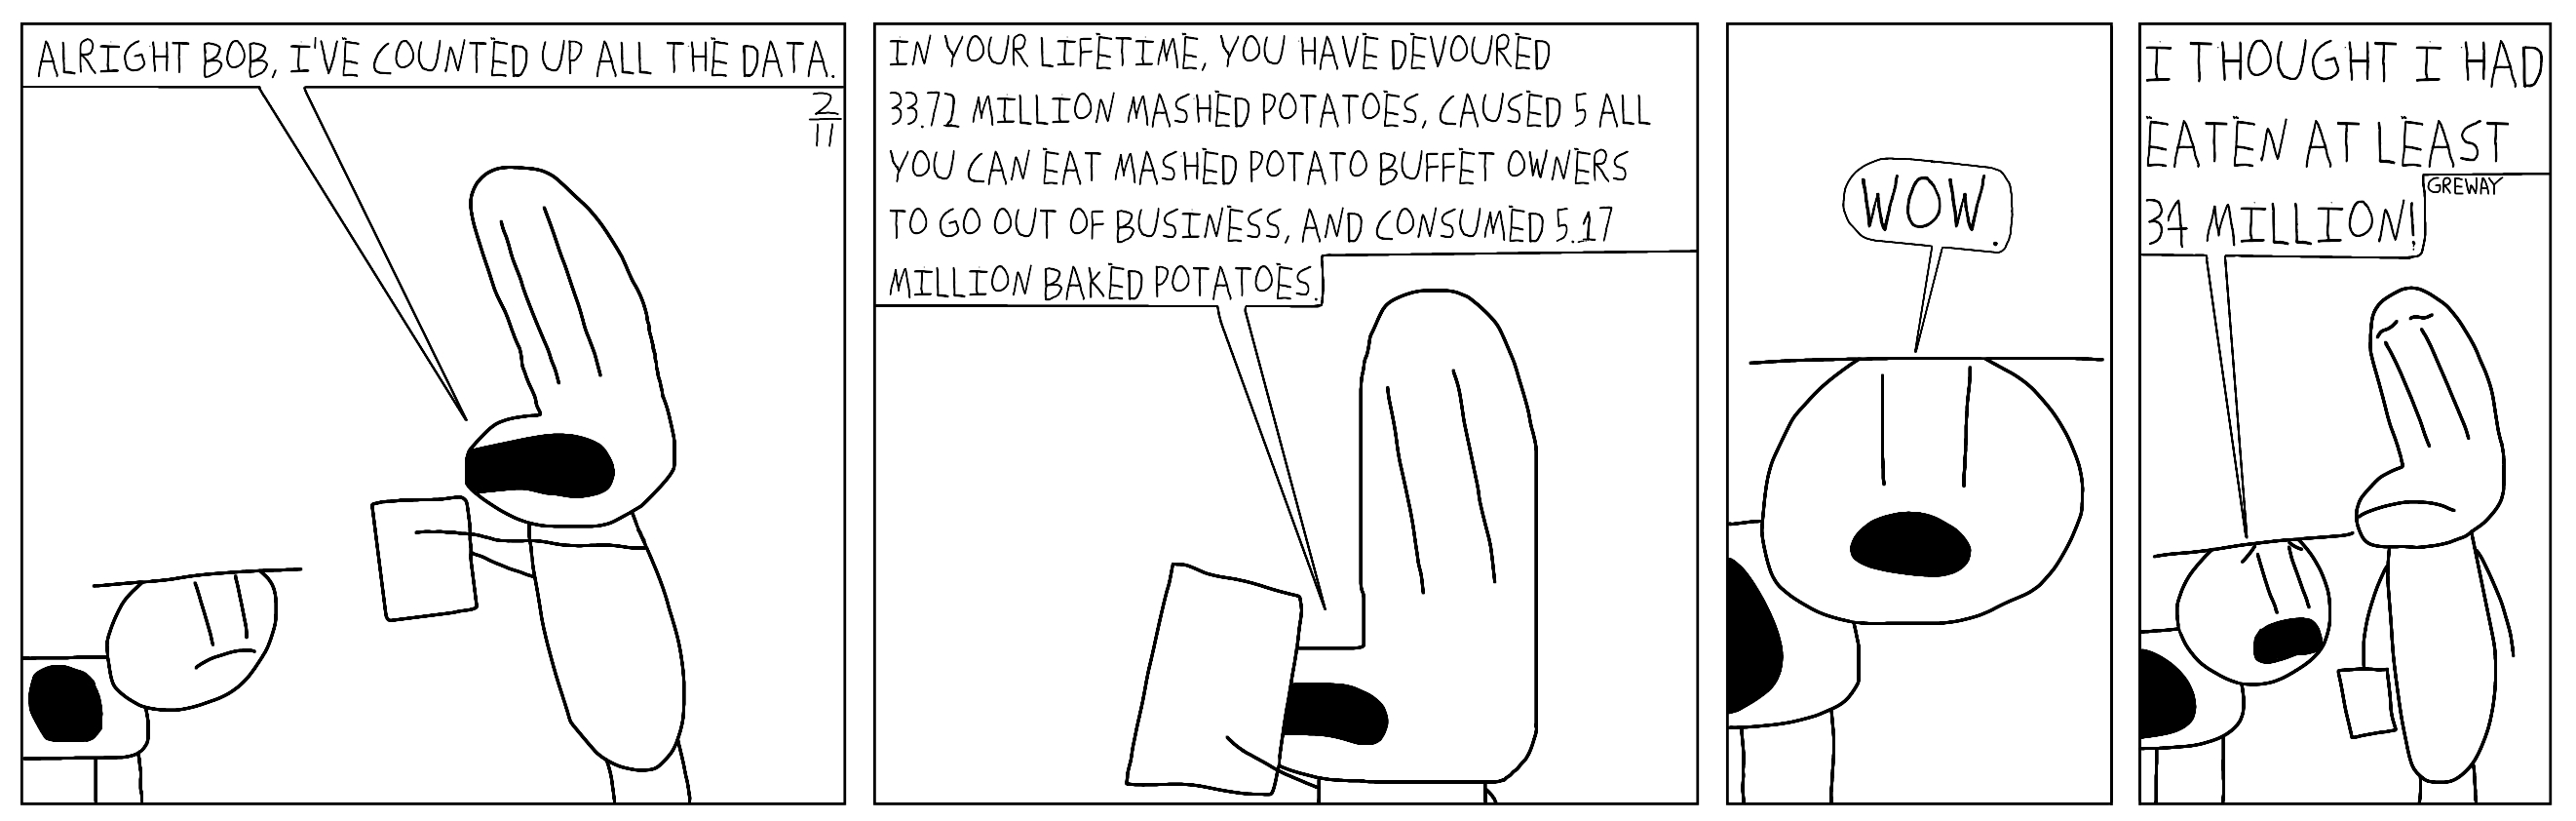 ALRIGHT BOB, I'VE COUNTED UP ALL THE DATA.
2
11
IN YOUR LIFETIME, YOU HAVE DEVOURED
33.72 MILLION MASHED POTATOES, CAUSED 5 ALL
YOU CAN EAT MASHED POTATO BUFFET OWNERS
TO GO OUT OF BUSINESS, AND CONSUMED 5.17
MILLION BAKED POTATOES.
WOW.
I THOUGHT I HAD
EATEN AT LEAST
34 MILLION!
GREWAY